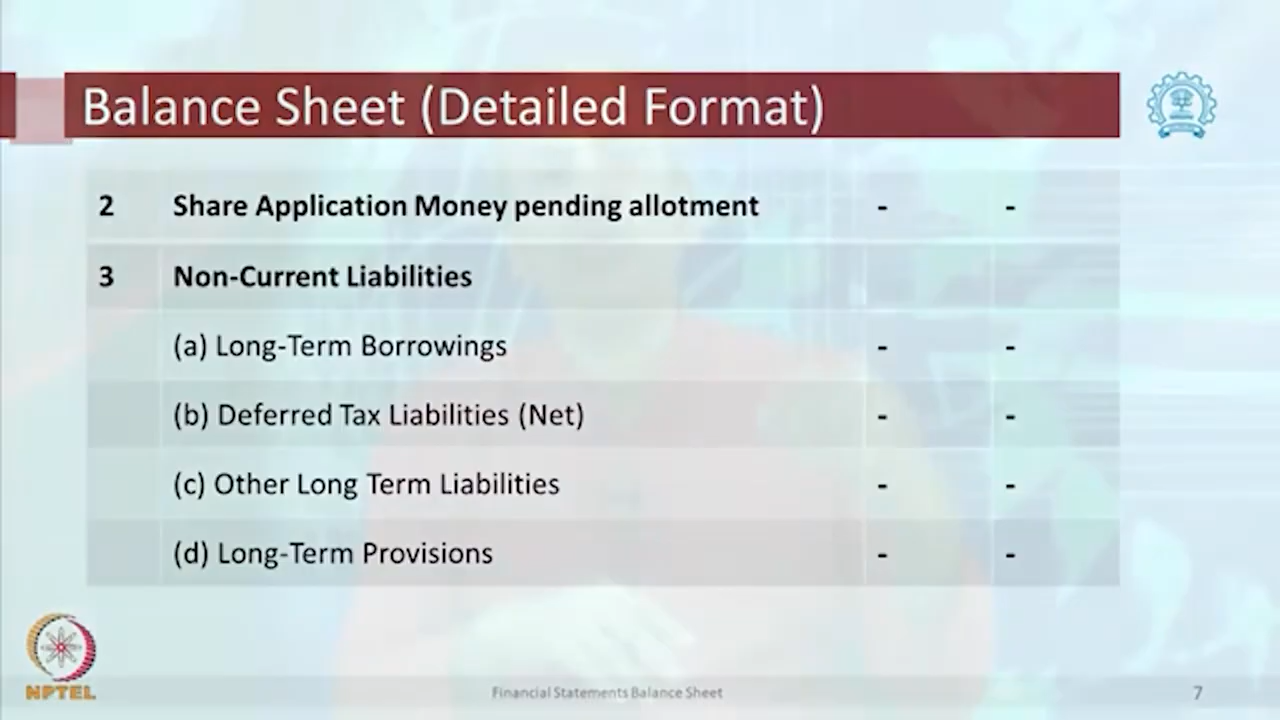 Balance Sheet (Detailed Format)
2 Share Application Money pending allotment - -
3 Non-Current Liabilities
(a) Long-Term Borrowings - -
(b) Deferred Tax Liabilities (Net) - -
(c) Other Long Term Liabilities - -
(d) Long-Term Provisions - -
NPTEL
Financial Statements Balance Sheet
7